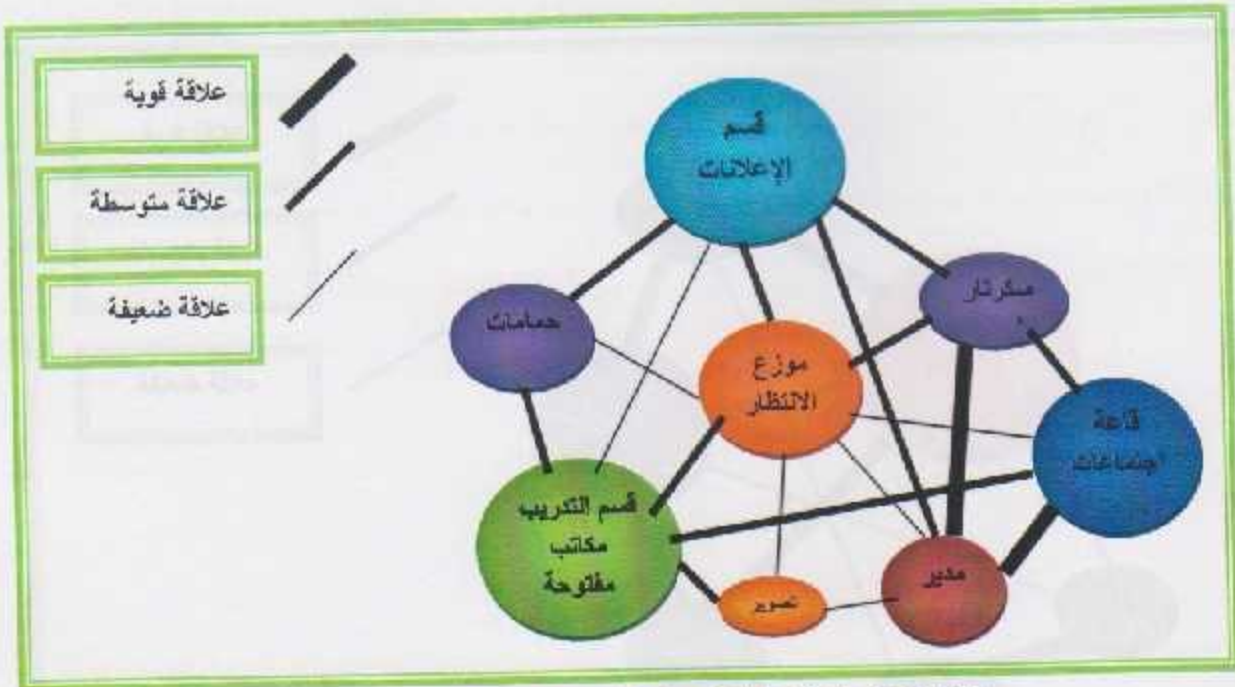 علاقة قوية
علاقة متوسطة
علاقة ضعيفة
قسم
الإعلانات
سكرتار
حمامات
موزع
الانتظار
قاعة
اجتماعات
قسم التدريب
مكاتب
مفتوحة
مدير
تصوير